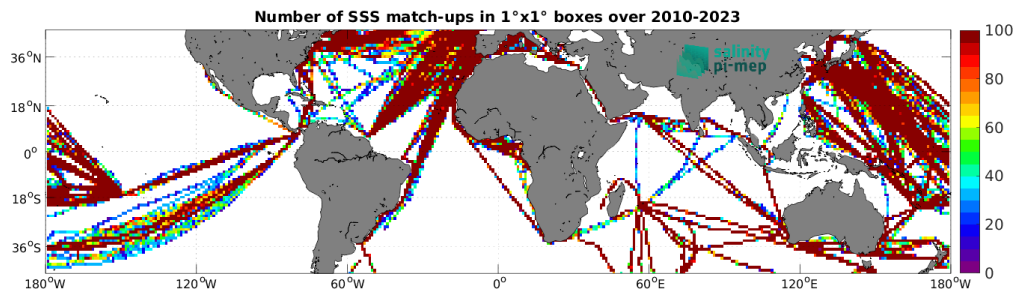 Number of SSS match-ups in 1°x1° boxes over 2010-2023
salinity
pi-mep
36°N
18°N
0°
18°S
36°S
180°W
120°W
60°W
0°
60°E
120°E
180°W
100
80
60
40
20
0